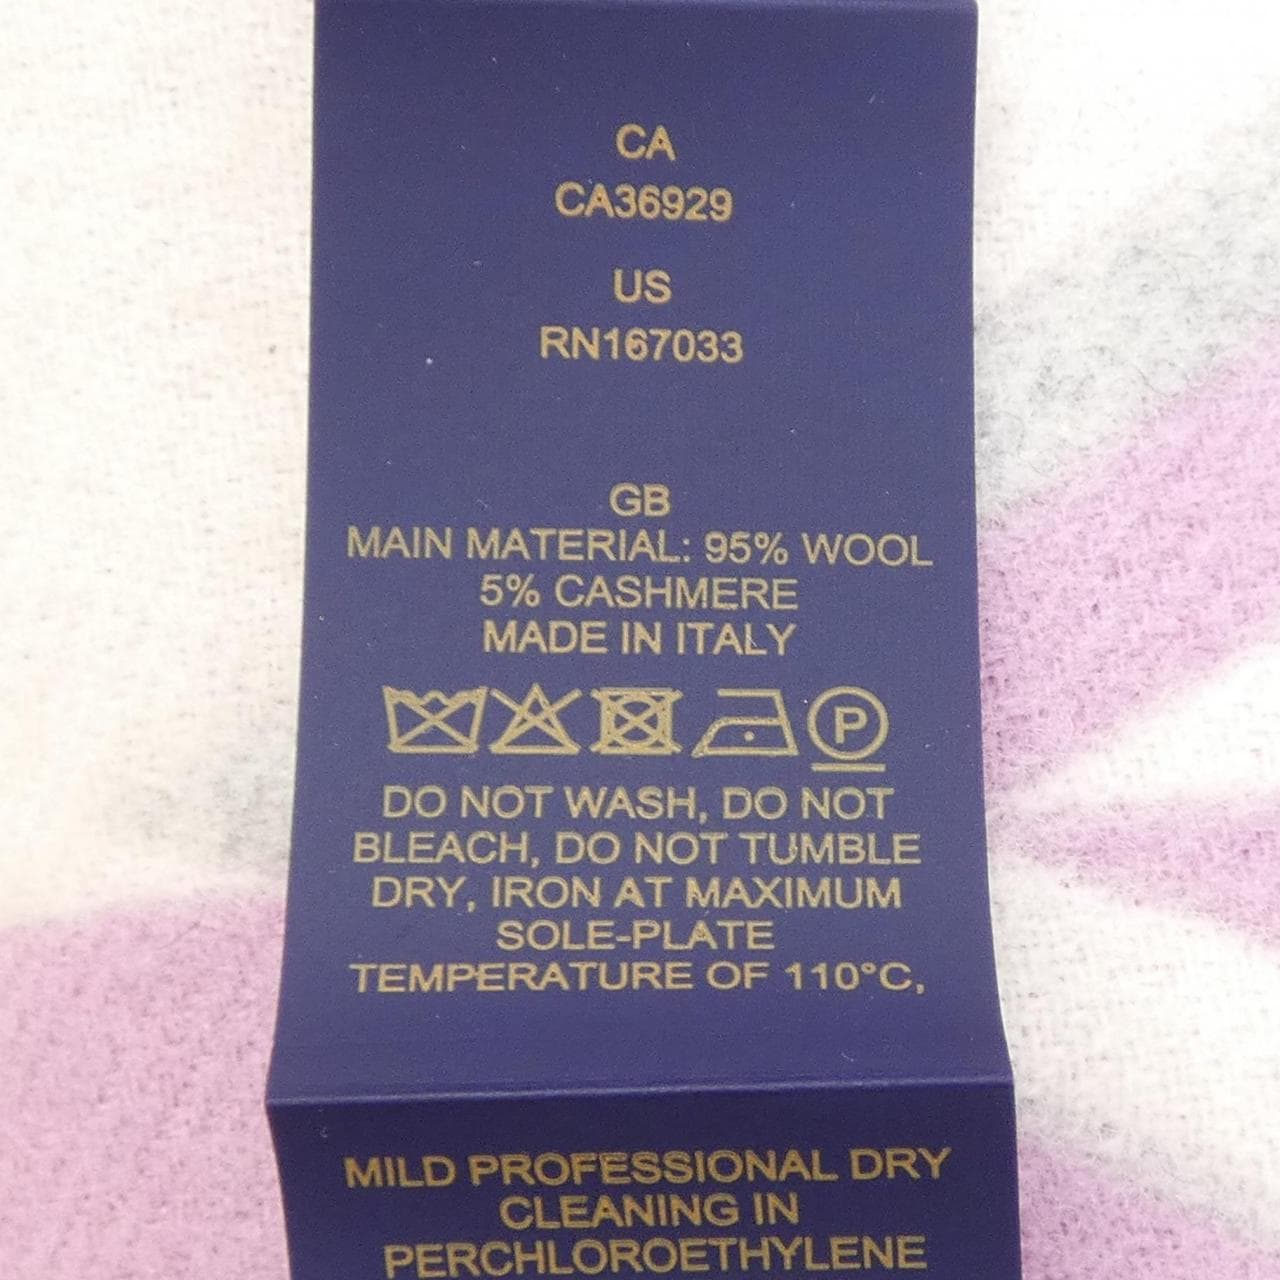 CA
CA36929
US
RN167033
GB
MAIN MATERIAL: 95% WOOL
5% CASHMERE
MADE IN ITALY
P
DO NOT WASH, DO NOT
BLEACH, DO NOT TUMBLE
DRY, IRON AT MAXIMUM
SOLE-PLATE
TEMPERATURE OF 110°C,
MILD PROFESSIONAL DRY
CLEANING IN
PERCHLOROETHYLENE